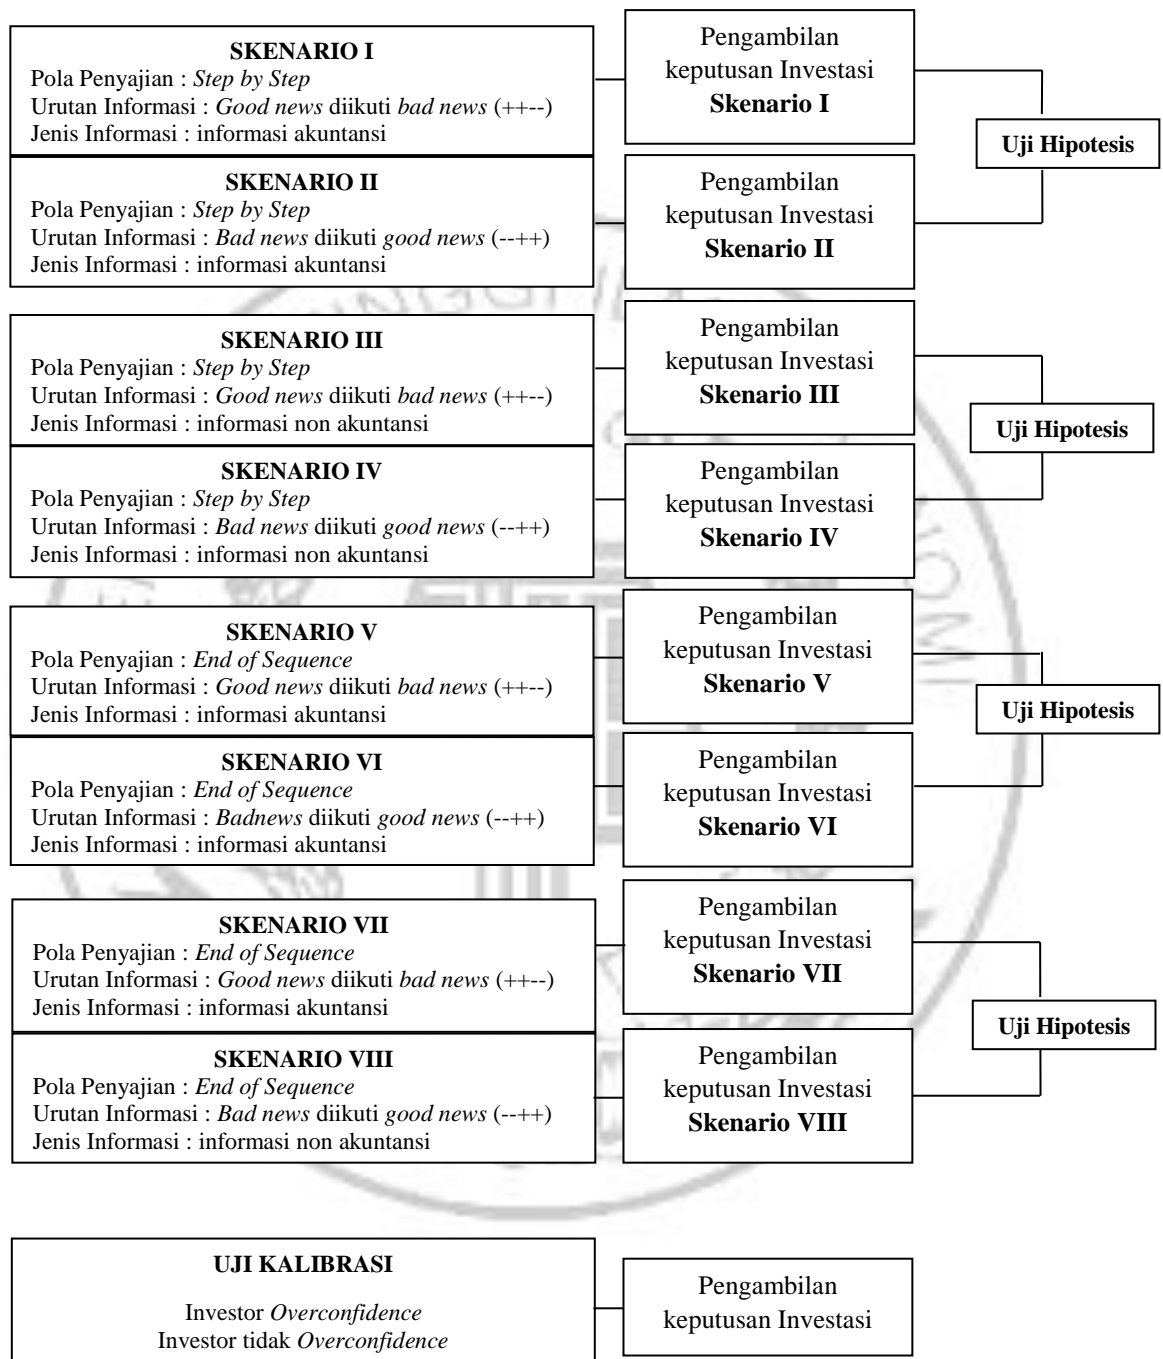 SKENARIO I
Pola Penyajian : Step by Step
Urutan Informasi : Good news diikuti bad news (++--)
Jenis Informasi : informasi akuntansi
Pengambilan
keputusan Investasi
Skenario I
Uji Hipotesis
SKENARIO II
Pola Penyajian : Step by Step
Urutan Informasi : Bad news diikuti good news (--++)
Jenis Informasi : informasi akuntansi
Pengambilan
keputusan Investasi
Skenario II
SKENARIO III
Pola Penyajian : Step by Step
Urutan Informasi : Good news diikuti bad news (++--)
Jenis Informasi : informasi non akuntansi
Pengambilan
keputusan Investasi
Skenario III
Uji Hipotesis
SKENARIO IV
Pola Penyajian : Step by Step
Urutan Informasi : Bad news diikuti good news (--++)
Jenis Informasi : informasi non akuntansi
Pengambilan
keputusan Investasi
Skenario IV
SKENARIO V
Pola Penyajian : End of Sequence
Urutan Informasi : Good news diikuti bad news (++--)
Jenis Informasi : informasi akuntansi
Pengambilan
keputusan Investasi
Skenario V
Uji Hipotesis
SKENARIO VI
Pola Penyajian : End of Sequence
Urutan Informasi : Badnews diikuti good news (--++)
Jenis Informasi : informasi akuntansi
Pengambilan
keputusan Investasi
Skenario VI
SKENARIO VII
Pola Penyajian : End of Sequence
Urutan Informasi : Good news diikuti bad news (++--)
Jenis Informasi : informasi akuntansi
Pengambilan
keputusan Investasi
Skenario VII
Uji Hipotesis
SKENARIO VIII
Pola Penyajian : End of Sequence
Urutan Informasi : Bad news diikuti good news (--++)
Jenis Informasi : informasi non akuntansi
Pengambilan
keputusan Investasi
Skenario VIII
UJI KALIBRASI
Investor Overconfidence
Investor tidak Overconfidence
Pengambilan
keputusan Investasi